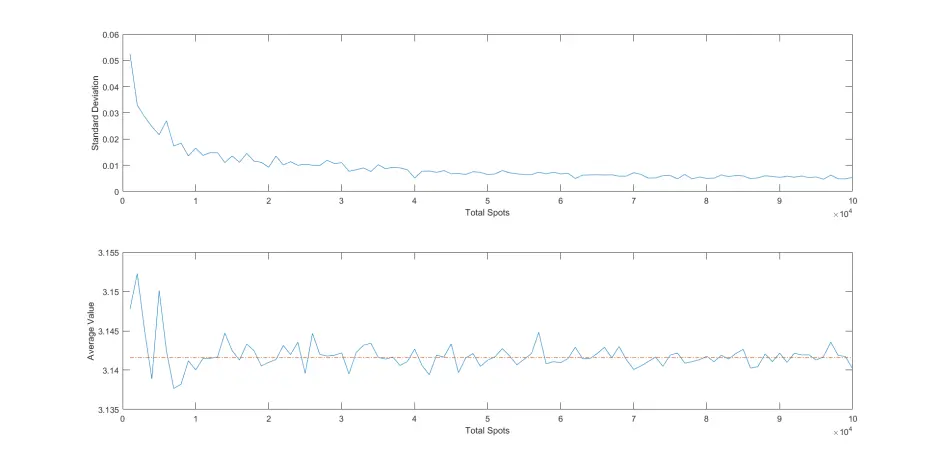 0.06
0.05
0.04
0.03
0.02
0.01
0
Standard Deviation
0 1 2 3 4 5 6 7 8 9 10
Total Spots
×10⁴
3.155
3.15
3.145
3.14
3.135
Average Value
0 1 2 3 4 5 6 7 8 9 10
Total Spots
×10⁴